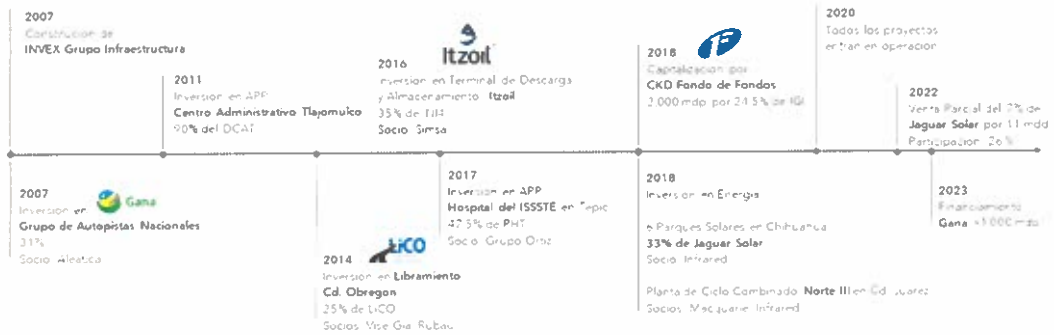 2007
Construcción de
INVEX Grupo Infraestructura
2011
Inversión en APP
Centro Administrativo Tlajomulco
90% del DCAT
Itzoil
2016
Inversión en Terminal de Descarga
y Almacenamiento Itzoil
35% de
Socio Simsa
2018
Capitalización por
CKD Fondo de Fondos
2,000 mdp por 24.5% de IGI
2020
Todos los proyectos
entran en operación
2022
Venta Parcial del 7% de
Jaguar Solar por 11 mdd
Participación 26%
2007
Inversión en
Gana
Grupo de Autopistas Nacionales
31%
Socio Aleatica
LiCO
2014
Inversión en Libramiento
Cd. Obregon
25% de LiCO
Socios Vise Gia Rubau
2017
Inversión en APP
Hospital del ISSSTE en Tepic
47.5% de PHT
Socio Grupo Ortiz
2018
Inversión en Energía
Parques Solares en Chihuahua
33% de Jaguar Solar
Socio Infrared
Planta de Ciclo Combinado Norte III en Cd. Juarez
Socios Macquarie Infrared
2023
Financiamiento
Gana